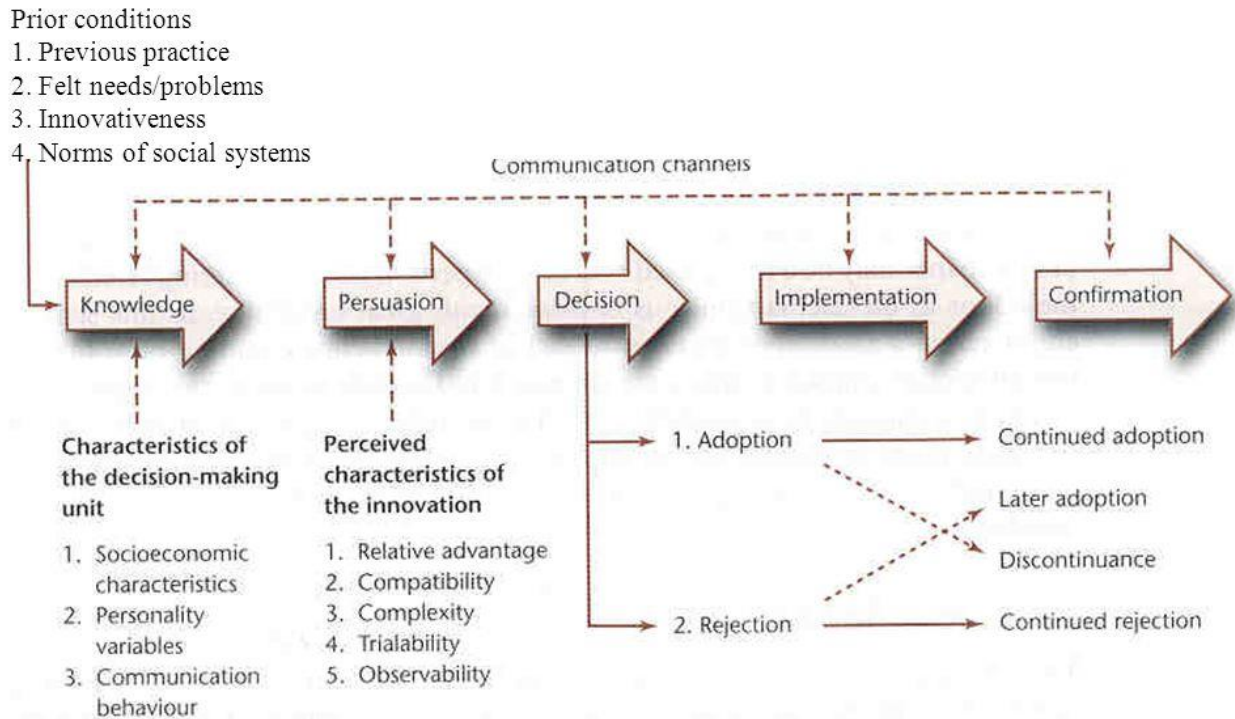 Prior conditions
1. Previous practice
2. Felt needs/problems
3. Innovativeness
4. Norms of social systems
Communication channels
Knowledge
Persuasion
Decision
Implementation
Confirmation
Characteristics of
the decision-making
unit
1. Socioeconomic
characteristics
2. Personality
variables
3. Communication
behaviour
Perceived
characteristics of
the innovation
1. Relative advantage
2. Compatibility
3. Complexity
4. Trialability
5. Observability
1. Adoption
2. Rejection
Continued adoption
Later adoption
Discontinuance
Continued rejection